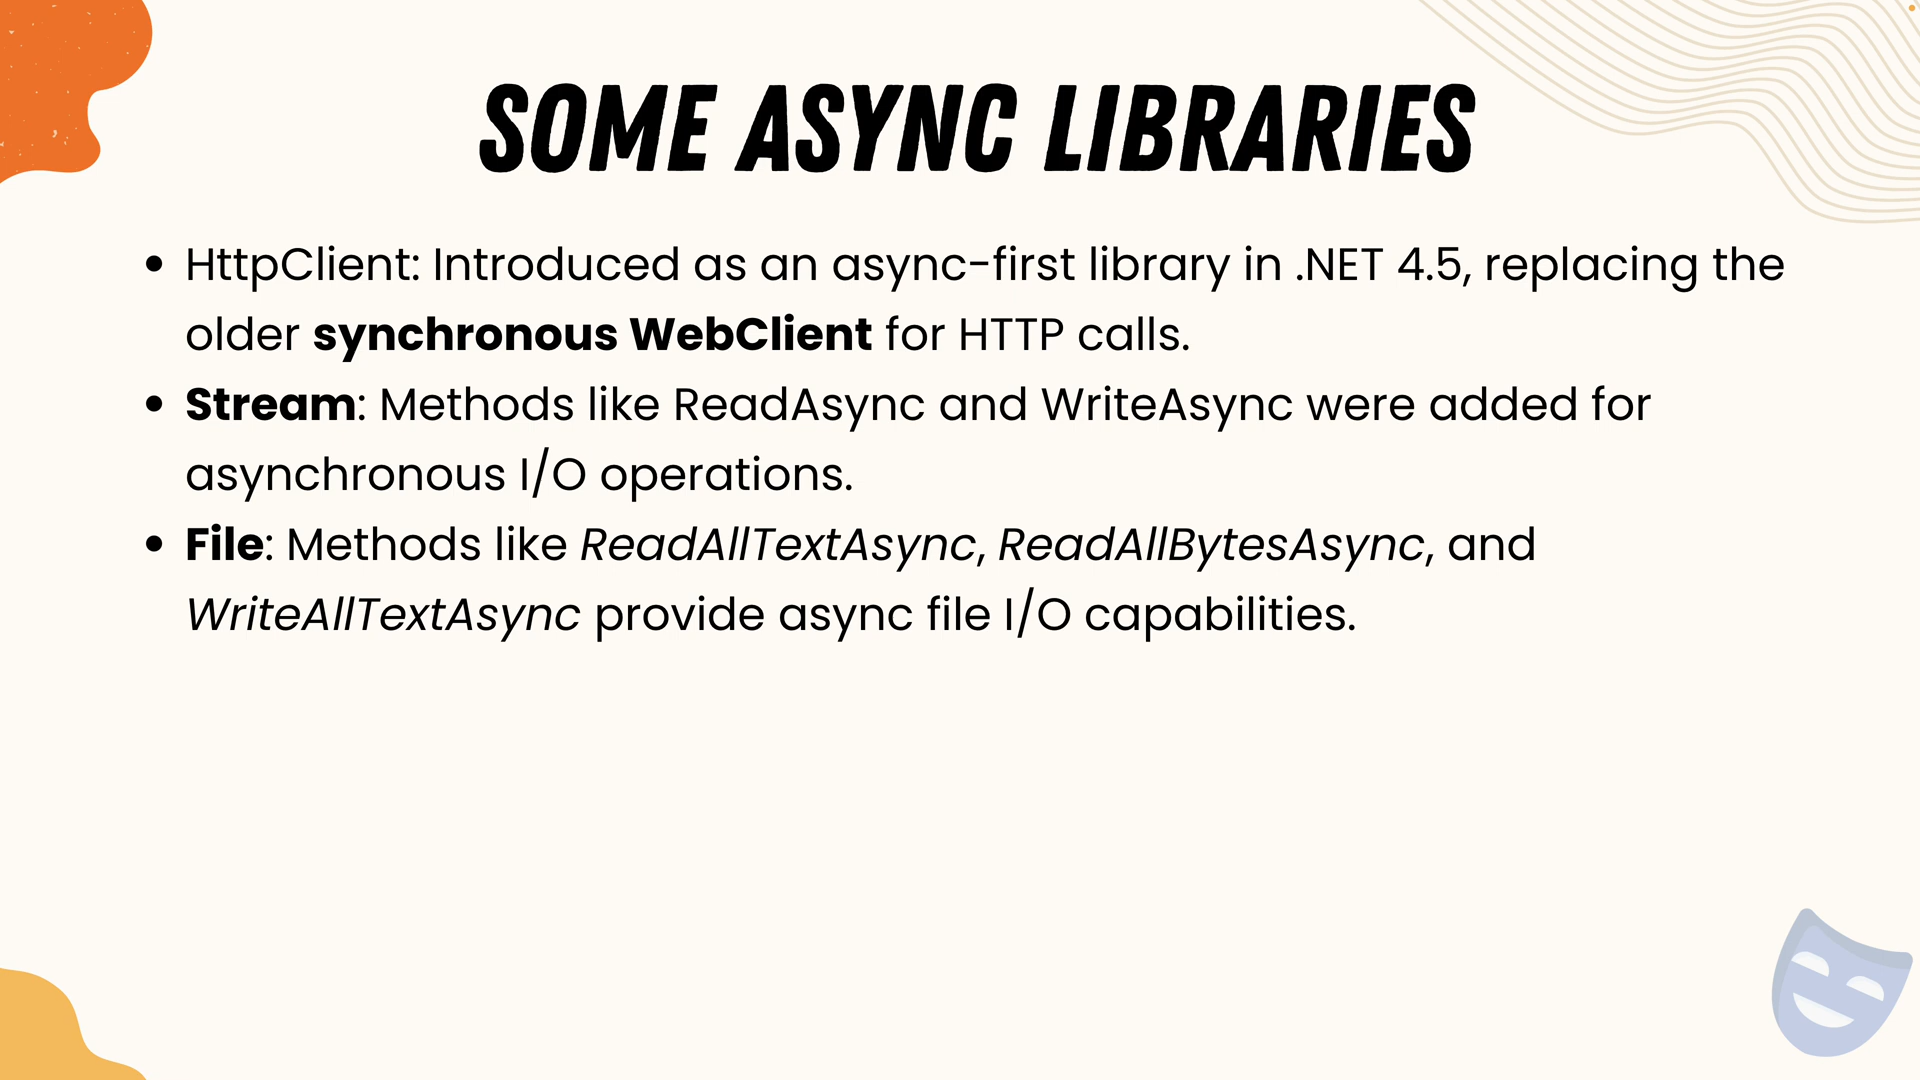 SOME ASYNC LIBRARIES
• HttpClient: Introduced as an async-first library in .NET 4.5, replacing the
older synchronous WebClient for HTTP calls.
• Stream: Methods like ReadAsync and WriteAsync were added for
asynchronous I/O operations.
• File: Methods like ReadAllTextAsync, ReadAllBytesAsync, and
WriteAllTextAsync provide async file I/O capabilities.